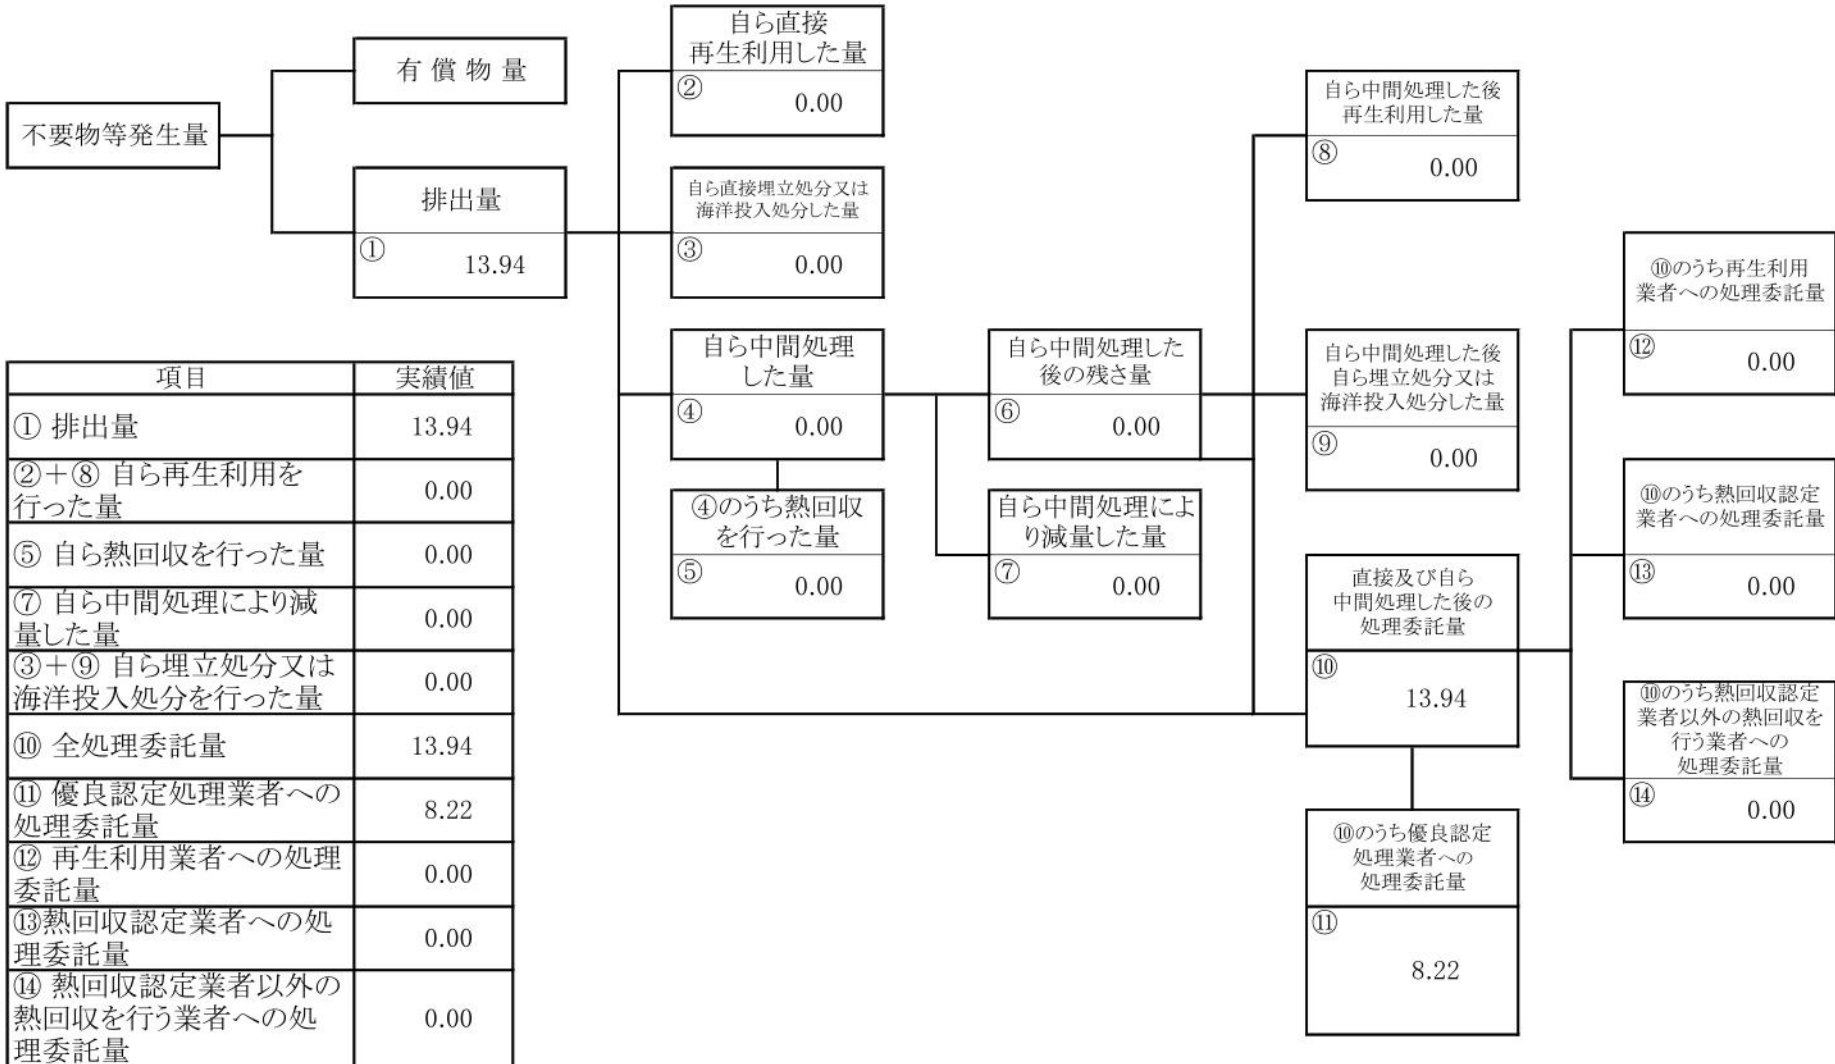 不要物等発生量
有 償 物 量
排出量
①
13.94
自ら直接
再生利用した量
②
0.00
自ら直接埋立処分又は
海洋投入処分した量
③
0.00
自ら中間処理
した量
④
0.00
④のうち熱回収
を行った量
⑤
0.00
自ら中間処理した
後の残さ量
⑥
0.00
自ら中間処理によ
り減量した量
⑦
0.00
自ら中間処理した後
再生利用した量
⑧
0.00
自ら中間処理した後
自ら埋立処分又は
海洋投入処分した量
⑨
0.00
直接及び自ら
中間処理した後の
処理委託量
⑩
13.94
⑩のうち優良認定
処理業者への
処理委託量
⑪
8.22
⑩のうち再生利用
業者への処理委託量
⑫
0.00
⑩のうち熱回収認定
業者への処理委託量
⑬
0.00
⑩のうち熱回収認定
業者以外の熱回収を
行う業者への
処理委託量
⑭
0.00
項目 実績値
① 排出量 13.94
②＋⑧ 自ら再生利用を
行った量 0.00
⑤ 自ら熱回収を行った量 0.00
⑦ 自ら中間処理により減
量した量 0.00
③＋⑨ 自ら埋立処分又は
海洋投入処分を行った量 0.00
⑩ 全処理委託量 13.94
⑪ 優良認定処理業者への
処理委託量 8.22
⑫ 再生利用業者への処理
委託量 0.00
⑬熱回収認定業者への処
理委託量 0.00
⑭ 熱回収認定業者以外の
熱回収を行う業者への処
理委託量 0.00